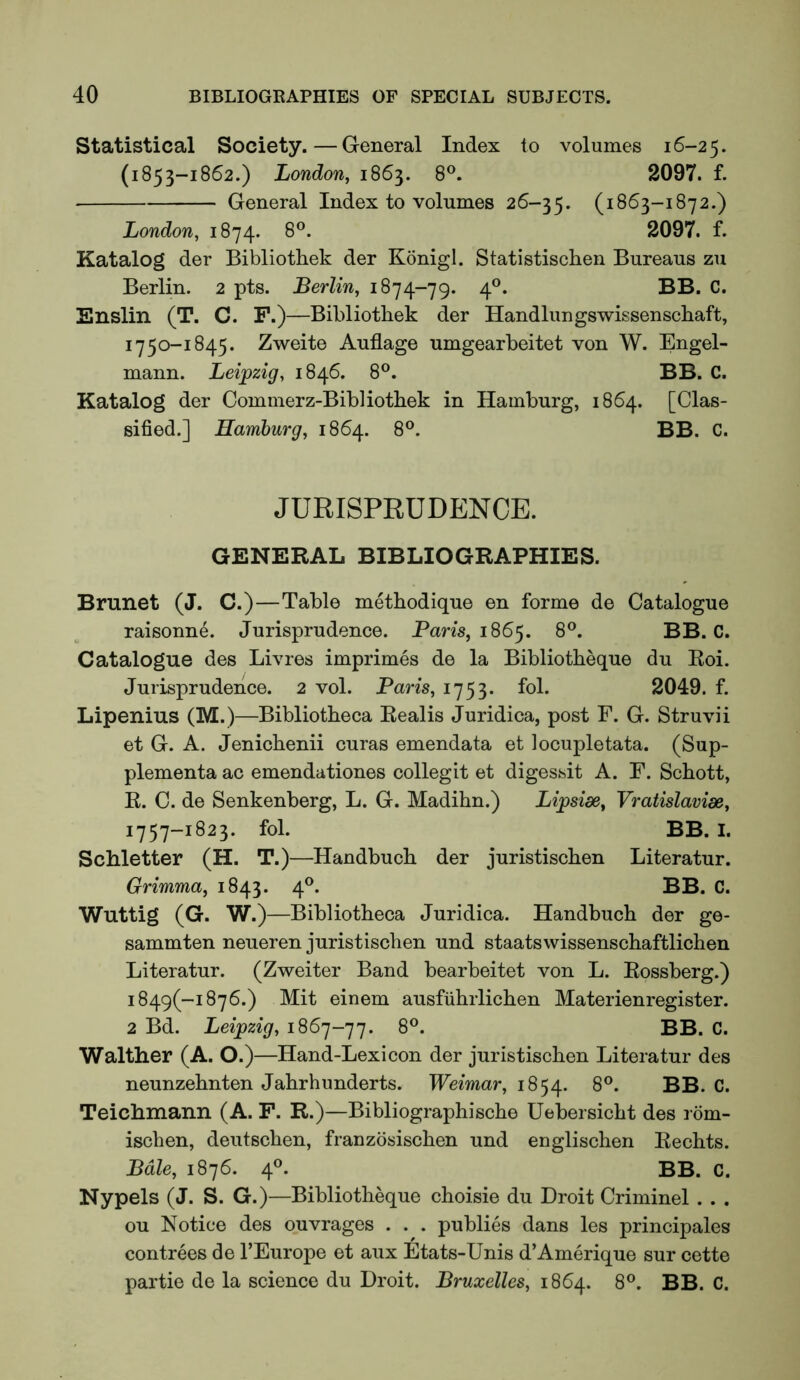 40 BIBLIOGRAPHIES OF SPECIAL SUBJECTS.
Statistical Society. — General Index to volumes 16-25.
(1853-1862.) London, 1863. 8⁰. 2097. f.
———— General Index to volumes 26-35. (1863-1872.)
London, 1874. 8⁰. 2097. f.
Katalog der Bibliothek der Königl. Statistischen Bureaus zu
Berlin. 2 pts. Berlin, 1874-79. 4⁰. BB. C.
Enslin (T. C. F.)—Bibliothek der Handlungswissenschaft,
1750-1845. Zweite Auflage umgearbeitet von W. Engel-
mann. Leipzig, 1846. 8⁰. BB. C.
Katalog der Commerz-Bibliothek in Hamburg, 1864. [Clas-
sified.] Hamburg, 1864. 8⁰. BB. C.
JURISPRUDENCE.
GENERAL BIBLIOGRAPHIES.
Brunet (J. C.)—Table méthodique en forme de Catalogue
raisonné. Jurisprudence. Paris, 1865. 8⁰. BB. C.
Catalogue des Livres imprimés de la Bibliothèque du Roi.
Jurisprudence. 2 vol. Paris, 1753. fol. 2049. f.
Lipenius (M.)—Bibliotheca Realis Juridica, post F. G. Struvii
et G. A. Jenichenii curas emendata et locupletata. (Sup-
plementa ac emendationes collegit et digessit A. F. Schott,
R. C. de Senkenberg, L. G. Madihn.) Lipsiæ, Vratislaviæ,
1757-1823. fol. BB. I.
Schletter (H. T.)—Handbuch der juristischen Literatur.
Grimma, 1843. 4⁰. BB. C.
Wuttig (G. W.)—Bibliotheca Juridica. Handbuch der ge-
sammten neueren juristischen und staatswissenschaftlichen
Literatur. (Zweiter Band bearbeitet von L. Rossberg.)
1849(-1876.) Mit einem ausführlichen Materienregister.
2 Bd. Leipzig, 1867-77. 8⁰. BB. C.
Walther (A. O.)—Hand-Lexicon der juristischen Literatur des
neunzehnten Jahrhunderts. Weimar, 1854. 8⁰. BB. C.
Teichmann (A. F. R.)—Bibliographische Uebersicht des röm-
ischen, deutschen, französischen und englischen Rechts.
Bâle, 1876. 4⁰. BB. C.
Nypels (J. S. G.)—Bibliothèque choisie du Droit Criminel . . .
ou Notice des ouvrages . . . publiés dans les principales
contrées de l'Europe et aux États-Unis d'Amérique sur cette
partie de la science du Droit. Bruxelles, 1864. 8⁰. BB. C.